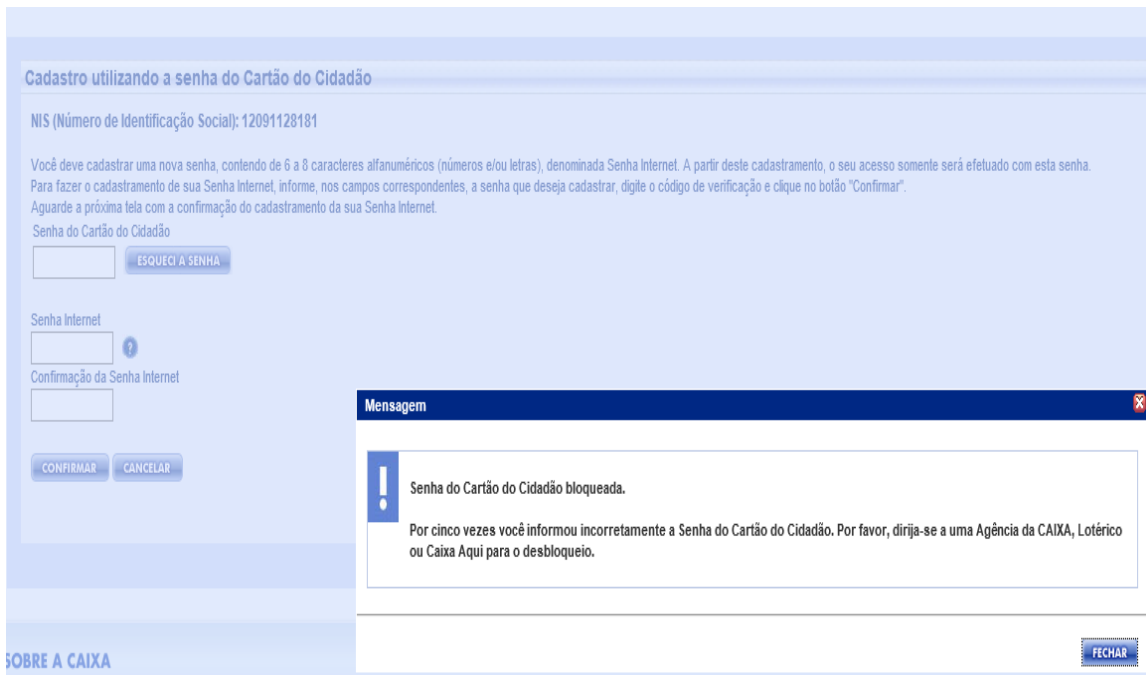 Cadastro utilizando a senha do Cartão do Cidadão
NIS (Número de Identificação Social): 12091128181
Você deve cadastrar uma nova senha, contendo de 6 a 8 caracteres alfanuméricos (números e/ou letras), denominada Senha Internet. A partir deste cadastramento, o seu acesso somente será efetuado com esta senha.
Para fazer o cadastramento de sua Senha Internet, informe, nos campos correspondentes, a senha que deseja cadastrar, digite o código de verificação e clique no botão "Confirmar".
Aguarde a próxima tela com a confirmação do cadastramento da sua Senha Internet.
Senha do Cartão do Cidadão
ESQUECI A SENHA
Senha Internet
?
Confirmação da Senha Internet
CONFIRMAR CANCELAR
Mensagem
!
Senha do Cartão do Cidadão bloqueada.
Por cinco vezes você informou incorretamente a Senha do Cartão do Cidadão. Por favor, dirija-se a uma Agência da CAIXA, Lotérico
ou Caixa Aqui para o desbloqueio.
FECHAR
SOBRE A CAIXA